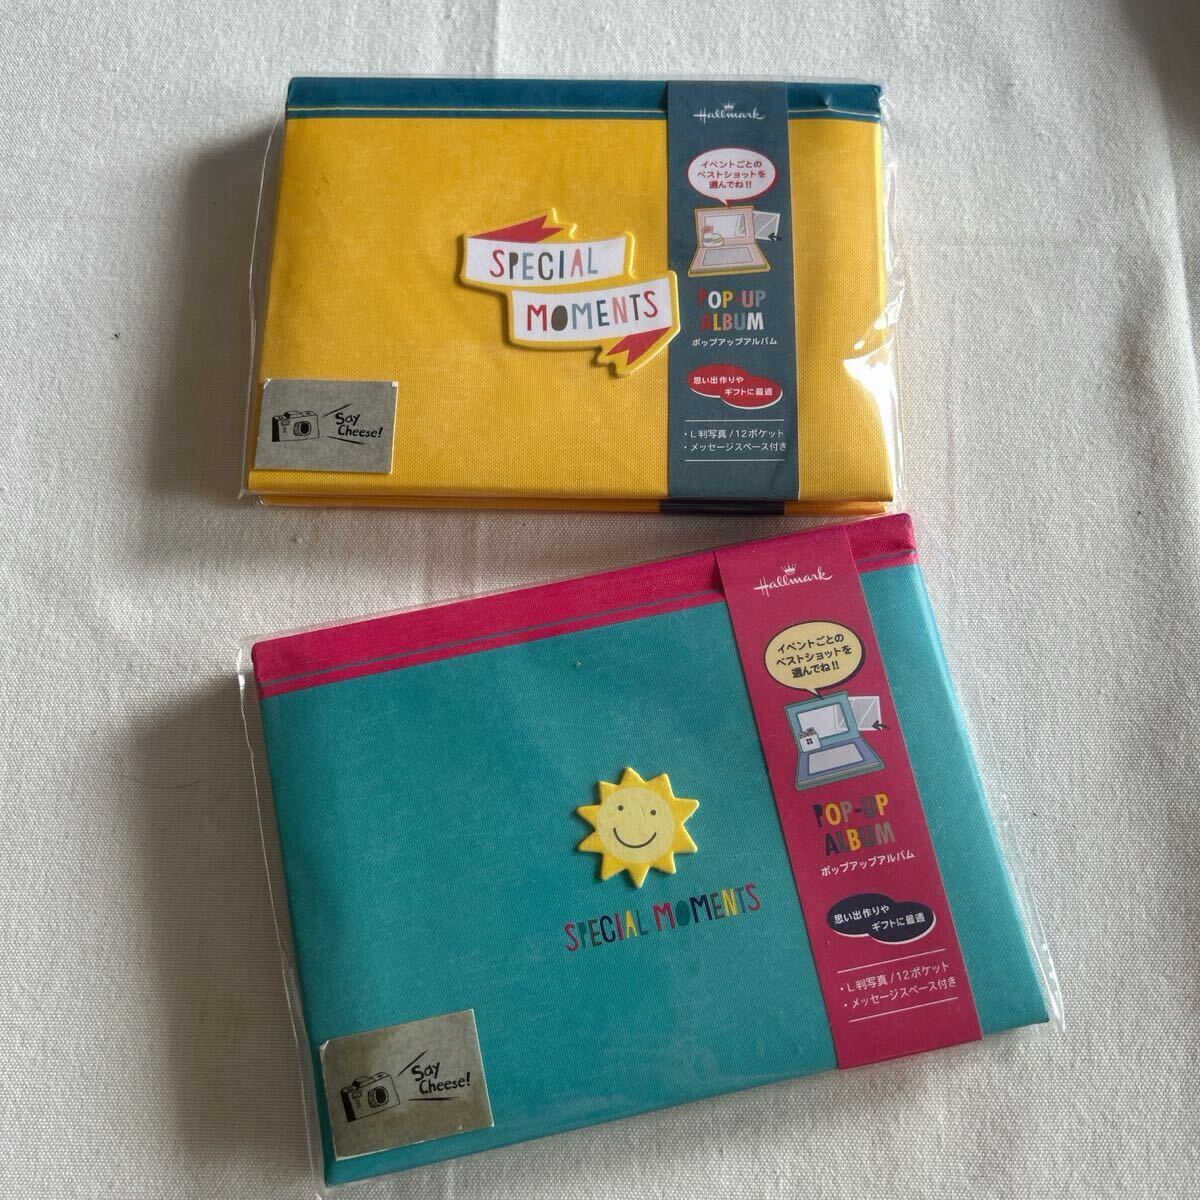 Hallmark
イベントごとの
ベストショットを
選んでね!!
SPECIAL
MOMENTS
POP-UP
ALBUM
ポップアップアルバム
思い出作りや
ギフトに最適
・L判写真/12ポケット
・メッセージスペース付き
Say
Cheese!
Hallmark
イベントごとの
ベストショットを
選んでね!!
POP-UP
ALBUM
ポップアップアルバム
SPECIAL MOMENTS
思い出作りや
ギフトに最適
・L判写真/12ポケット
・メッセージスペース付き
Say
Cheese!